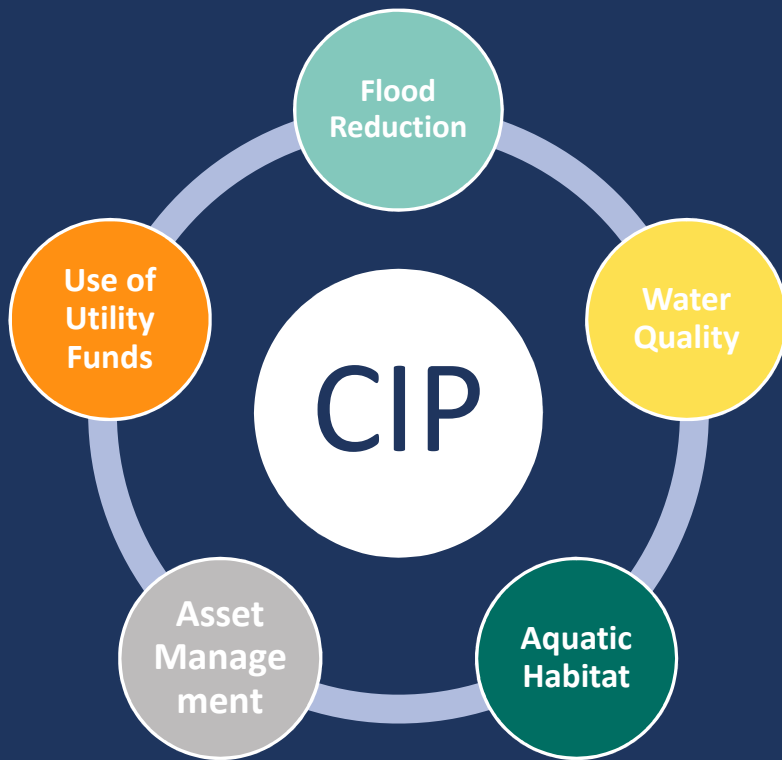 Flood
Reduction
Water
Quality
Aquatic
Habitat
Asset
Manage
ment
Use of
Utility
Funds
CIP